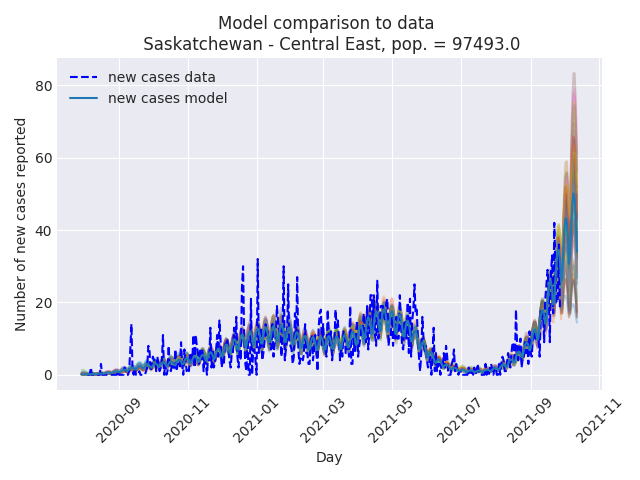 Model comparison to data
Saskatchewan - Central East, pop. = 97493.0
new cases data
new cases model
Number of new cases reported
80
60
40
20
0
2020-09
2020-11
2021-01
2021-03
2021-05
2021-07
2021-09
2021-11
Day